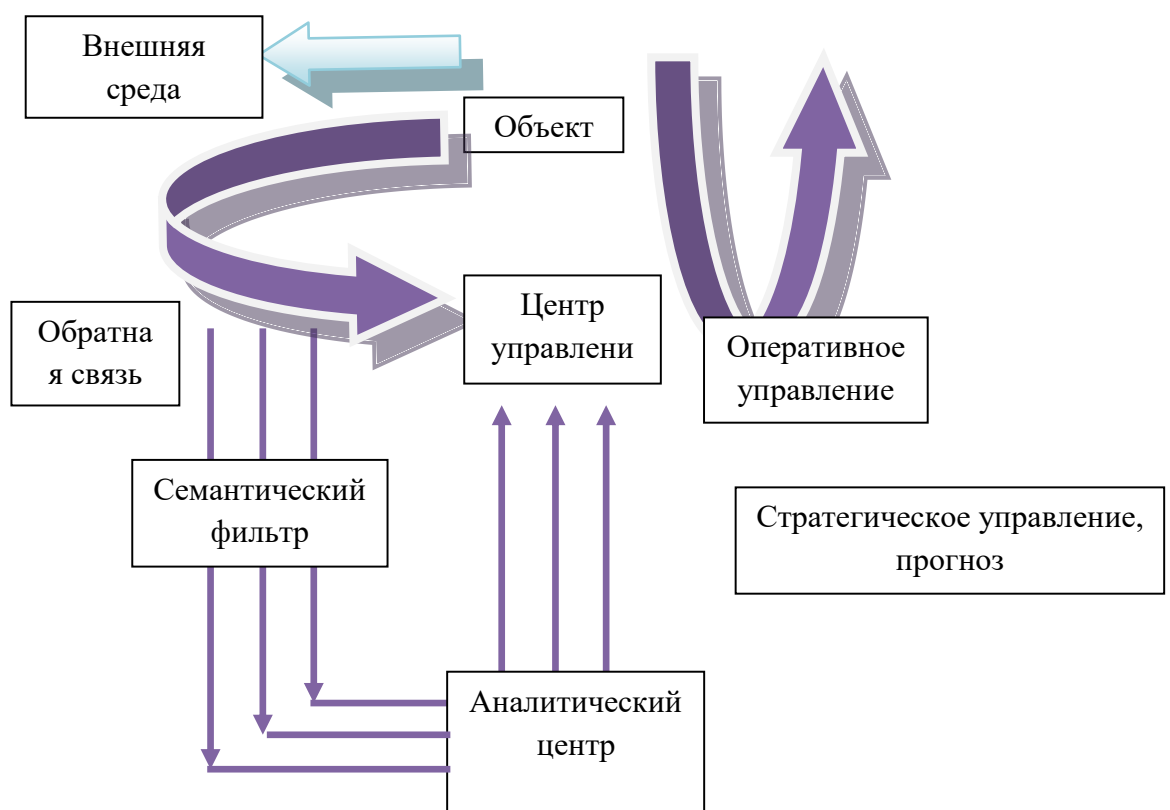 Внешняя
среда
Объект
Центр
управлени
Обратна
я связь
Оперативное
управление
Семантический
фильтр
Стратегическое управление,
прогноз
Аналитический
центр